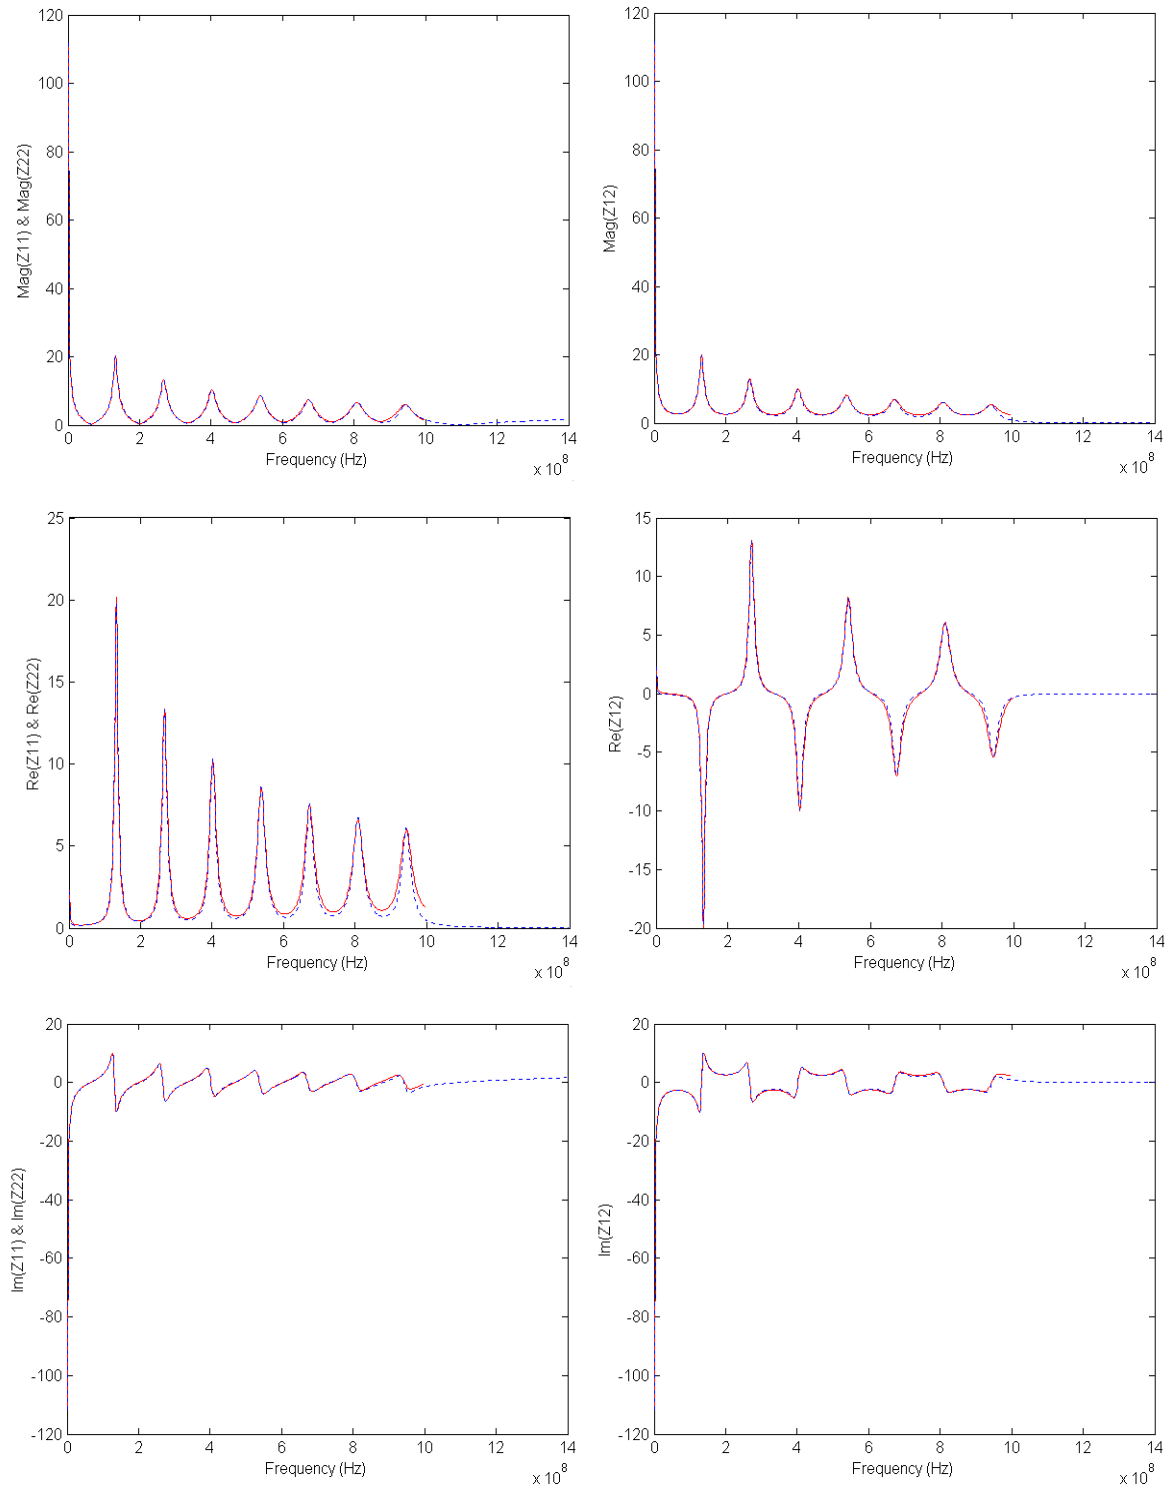 120
100
80
60
40
20
0
Mag(Z11) & Mag(Z22)
0 2 4 6 8 10 12 14
Frequency (Hz)
x 10^8
120
100
80
60
40
20
0
Mag(Z12)
0 2 4 6 8 10 12 14
Frequency (Hz)
x 10^8
25
20
15
10
5
0
Re(Z11) & Re(Z22)
0 2 4 6 8 10 12 14
Frequency (Hz)
x 10^8
15
10
5
0
-5
-10
-15
-20
Re(Z12)
0 2 4 6 8 10 12 14
Frequency (Hz)
x 10^8
20
0
-20
-40
-60
-80
-100
-120
Im(Z11) & Im(Z22)
0 2 4 6 8 10 12 14
Frequency (Hz)
x 10^8
20
0
-20
-40
-60
-80
-100
-120
Im(Z12)
0 2 4 6 8 10 12 14
Frequency (Hz)
x 10^8